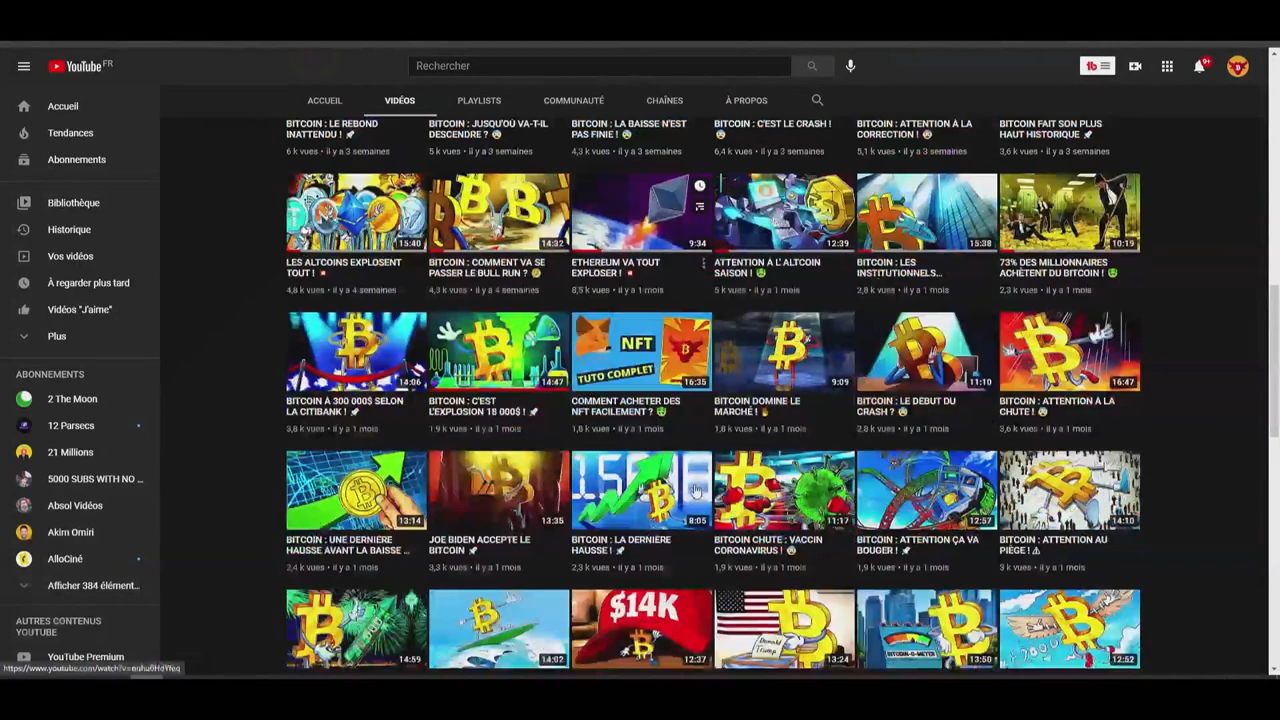 YouTube FR
Rechercher
9+
ACCUEIL VIDÉOS PLAYLISTS COMMUNAUTÉ CHAÎNES À PROPOS
Accueil
Tendances
Abonnements
Bibliothèque
Historique
Vos vidéos
À regarder plus tard
Vidéos "J'aime"
Plus
ABONNEMENTS
2 The Moon
12 Parsecs
21 Millions
5000 SUBS WITH NO ...
Absol Vidéos
Akim Omiri
AlloCiné
Afficher 384 élément...
AUTRES CONTENUS
YOUTUBE
YouTube Premium
BITCOIN : LE REBOND
INATTENDU !
6 k vues • il y a 3 semaines
BITCOIN : JUSQU'OÙ VA-T-IL
DESCENDRE ?
5 k vues • il y a 3 semaines
BITCOIN : LA BAISSE N'EST
PAS FINIE !
4,3 k vues • il y a 3 semaines
BITCOIN : C'EST LE CRASH !
6,4 k vues • il y a 3 semaines
BITCOIN : ATTENTION À LA
CORRECTION !
5,1 k vues • il y a 3 semaines
BITCOIN FAIT SON PLUS
HAUT HISTORIQUE
3,6 k vues • il y a 3 semaines
15:40
LES ALTCOINS EXPLOSENT
TOUT !
4,8 k vues • il y a 4 semaines
14:32
BITCOIN : COMMENT VA SE
PASSER LE BULL RUN ?
4,3 k vues • il y a 4 semaines
9:34
ETHEREUM VA TOUT
EXPLOSER !
8,5 k vues • il y a 1 mois
12:39
ATTENTION À L' ALTCOIN
SAISON !
5 k vues • il y a 1 mois
15:38
BITCOIN : LES
INSTITUTIONNELS...
2,8 k vues • il y a 1 mois
10:19
73% DES MILLIONNAIRES
ACHÈTENT DU BITCOIN !
2,3 k vues • il y a 1 mois
14:06
BITCOIN À 300 000$ SELON
LA CITIBANK !
3,8 k vues • il y a 1 mois
14:47
BITCOIN : C'EST
L'EXPLOSION 18 000$ !
1,9 k vues • il y a 1 mois
NFT
TUTO COMPLET
16:35
COMMENT ACHETER DES
NFT FACILEMENT ?
1,8 k vues • il y a 1 mois
9:09
BITCOIN DOMINE LE
MARCHÉ !
1,8 k vues • il y a 1 mois
11:10
BITCOIN : LE DÉBUT DU
CRASH ?
2,8 k vues • il y a 1 mois
16:47
BITCOIN : ATTENTION À LA
CHUTE !
3,6 k vues • il y a 1 mois
13:14
BITCOIN : UNE DERNIÈRE
HAUSSE AVANT LA BAISSE ...
2,4 k vues • il y a 1 mois
13:35
JOE BIDEN ACCEPTE LE
BITCOIN
3,3 k vues • il y a 1 mois
8:05
BITCOIN : LA DERNIÈRE
HAUSSE !
2,3 k vues • il y a 1 mois
11:17
BITCOIN CHUTE : VACCIN
CORONAVIRUS !
1,9 k vues • il y a 1 mois
12:57
BITCOIN : ATTENTION ÇA VA
BOUGER !
1,9 k vues • il y a 1 mois
14:10
BITCOIN : ATTENTION AU
PIÈGE !
3 k vues • il y a 1 mois
14:59
14:02
$14K
12:37
Donald
Trump
13:24
BITCOIN-O-METER
13:50
12:52